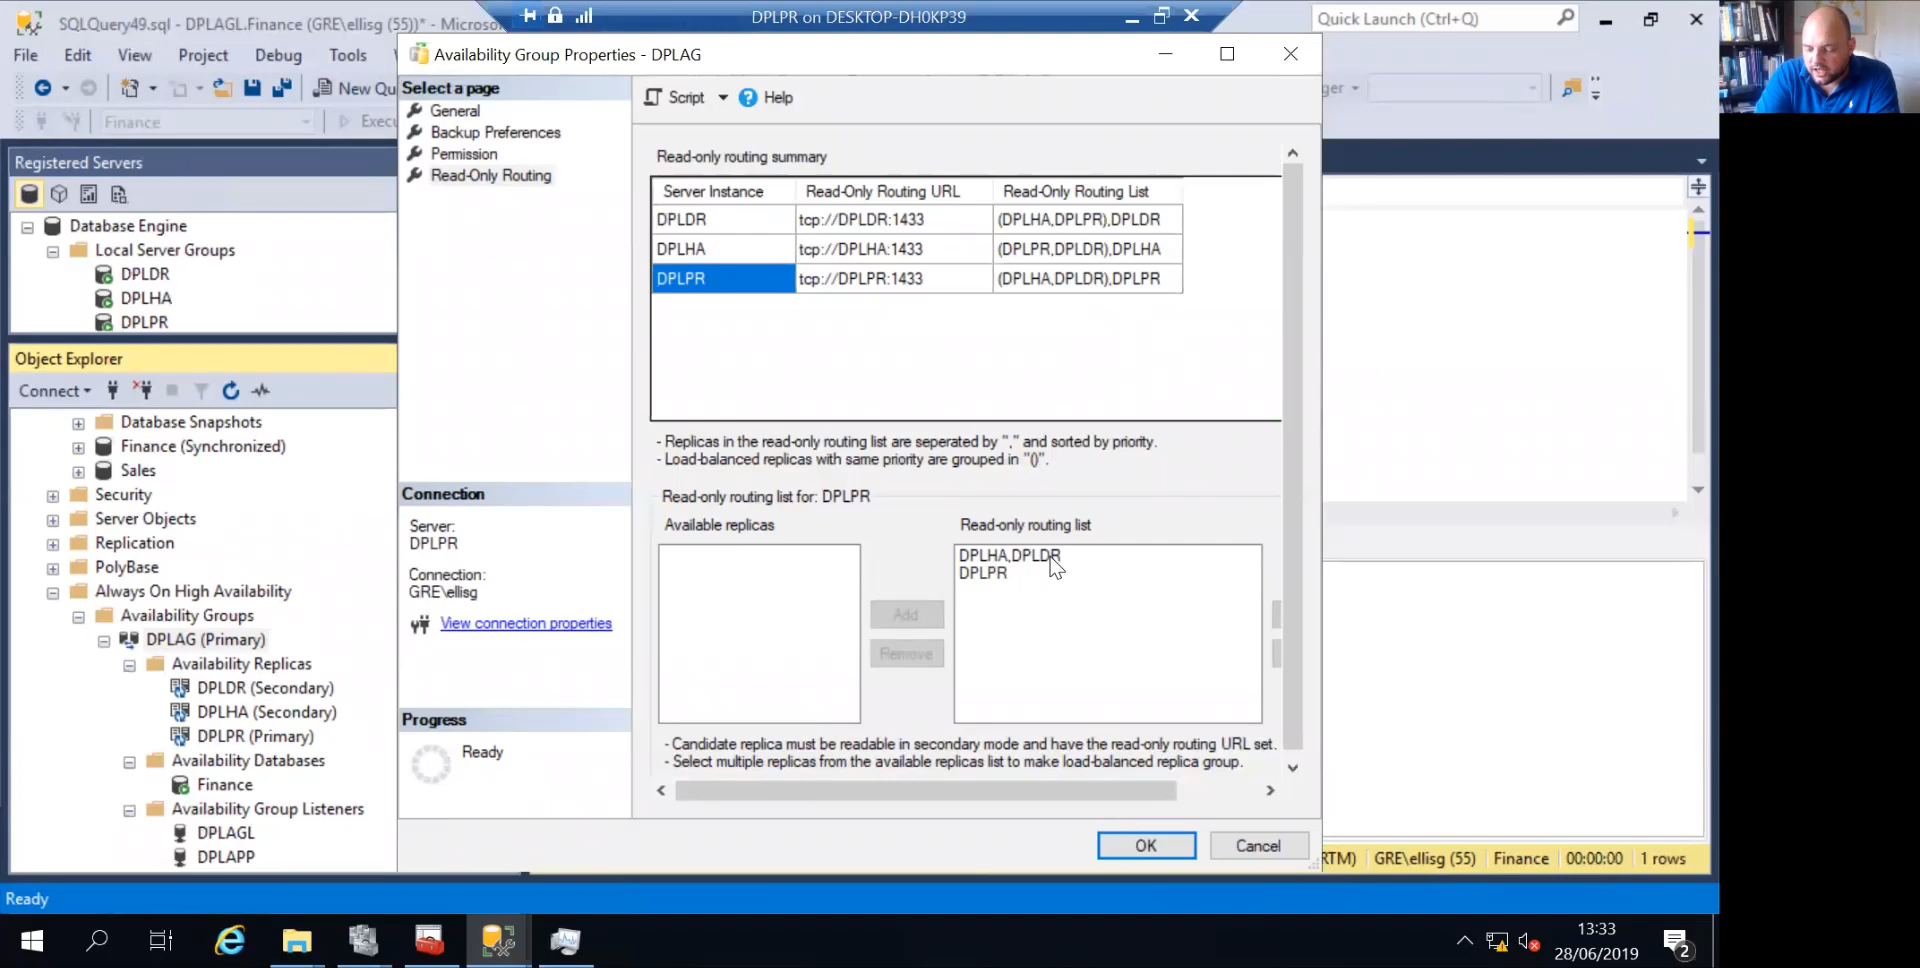 SQLQuery49.sql - DPLAGL.Finance (GRE\ellisg (55))* - Microso
DPLPR on DESKTOP-DH0KP39
Quick Launch (Ctrl+Q)
File Edit View Project Debug Tools
New Qu
Finance
Execu
ger
Availability Group Properties - DPLAG
Select a page
General
Backup Preferences
Permission
Read-Only Routing
Script
Help
Registered Servers
Database Engine
Local Server Groups
DPLDR
DPLHA
DPLPR
Object Explorer
Connect
Database Snapshots
Finance (Synchronized)
Sales
Security
Server Objects
Replication
PolyBase
Always On High Availability
Availability Groups
DPLAG (Primary)
Availability Replicas
DPLDR (Secondary)
DPLHA (Secondary)
DPLPR (Primary)
Availability Databases
Finance
Availability Group Listeners
DPLAGL
DPLAPP
Connection
Server:
DPLPR
Connection:
GRE\ellisg
View connection properties
Progress
Ready
Read-only routing summary
Server Instance Read-Only Routing URL Read-Only Routing List
DPLDR tcp://DPLDR:1433 (DPLHA,DPLPR),DPLDR
DPLHA tcp://DPLHA:1433 (DPLPR,DPLDR),DPLHA
DPLPR tcp://DPLPR:1433 (DPLHA,DPLDR),DPLPR
- Replicas in the read-only routing list are seperated by "," and sorted by priority.
- Load-balanced replicas with same priority are grouped in "()".
Read-only routing list for: DPLPR
Available replicas
Read-only routing list
DPLHA,DPLDR
DPLPR
Add
Remove
- Candidate replica must be readable in secondary mode and have the read-only routing URL set.
- Select multiple replicas from the available replicas list to make load-balanced replica group.
OK
Cancel
RTM) GRE\ellisg (55) Finance 00:00:00 1 rows
Ready
13:33
28/06/2019
2